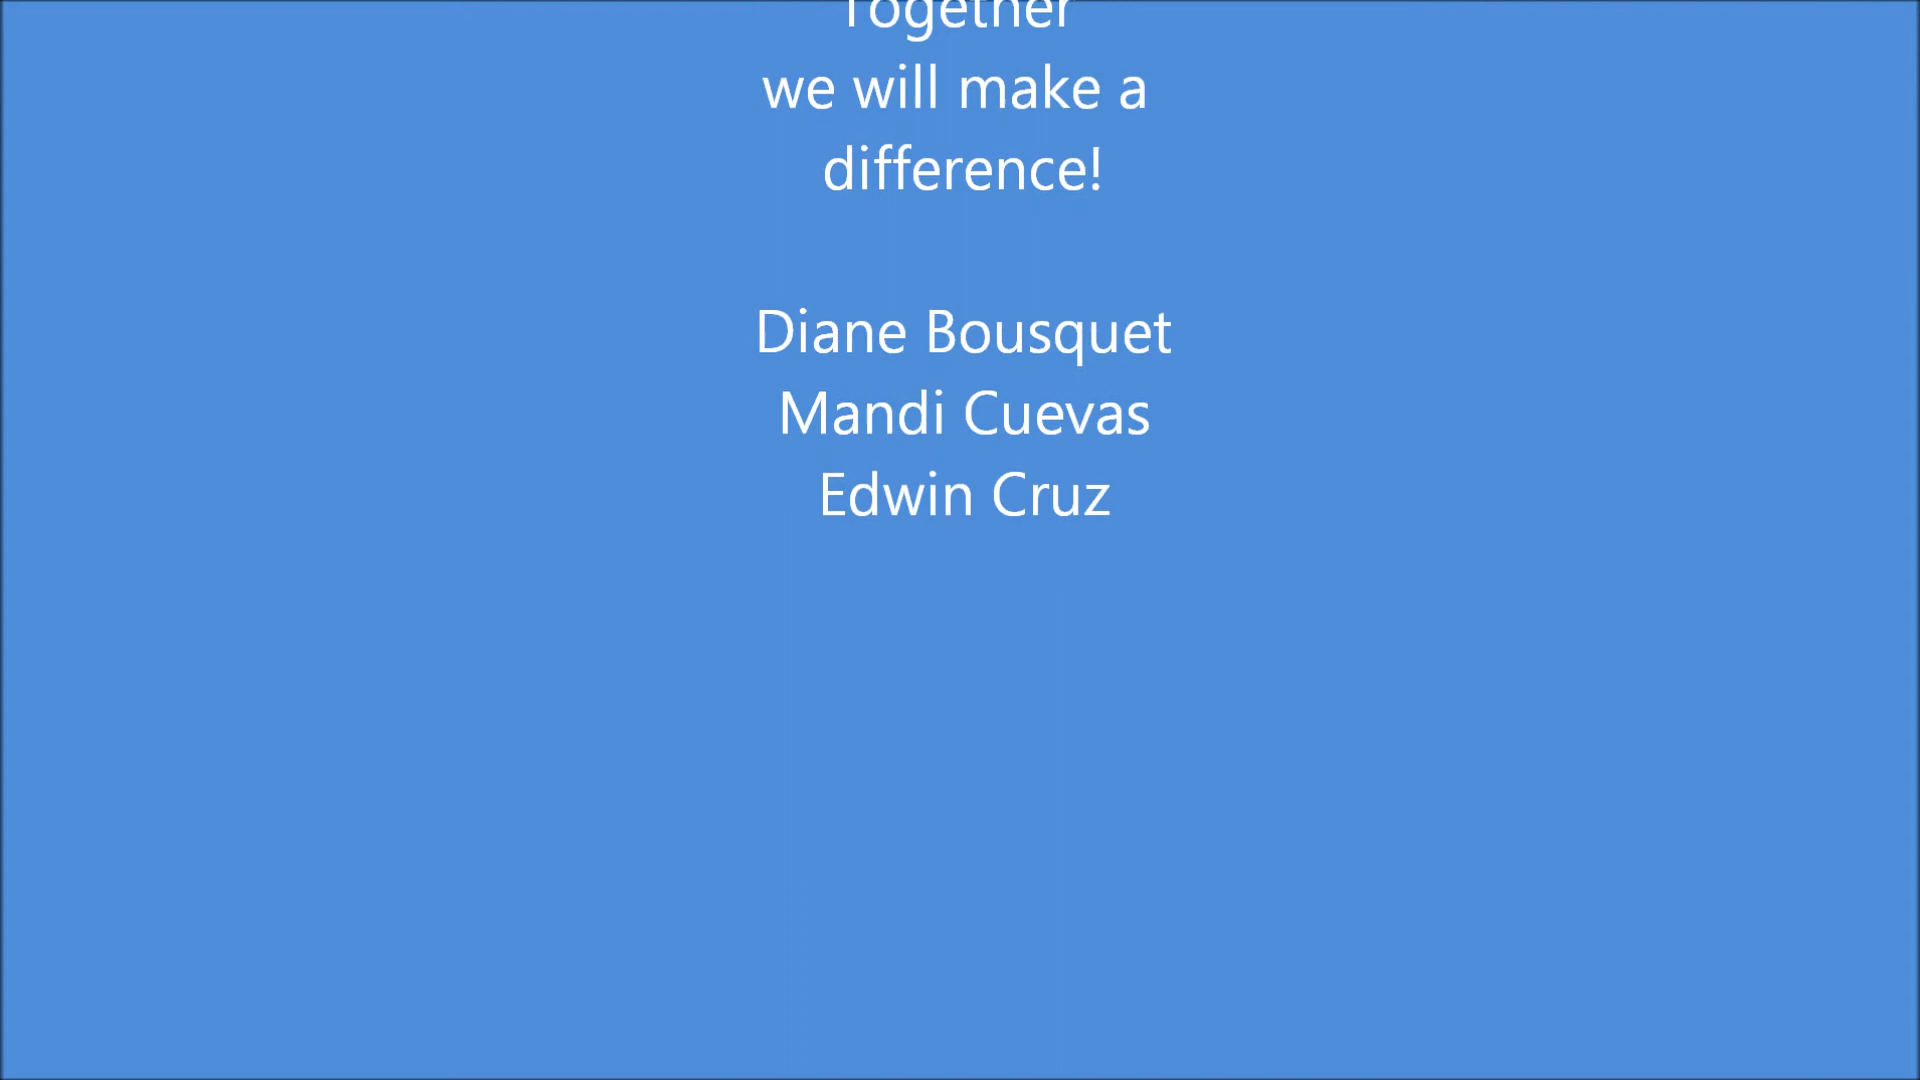 Together
we will make a
difference!
Diane Bousquet
Mandi Cuevas
Edwin Cruz